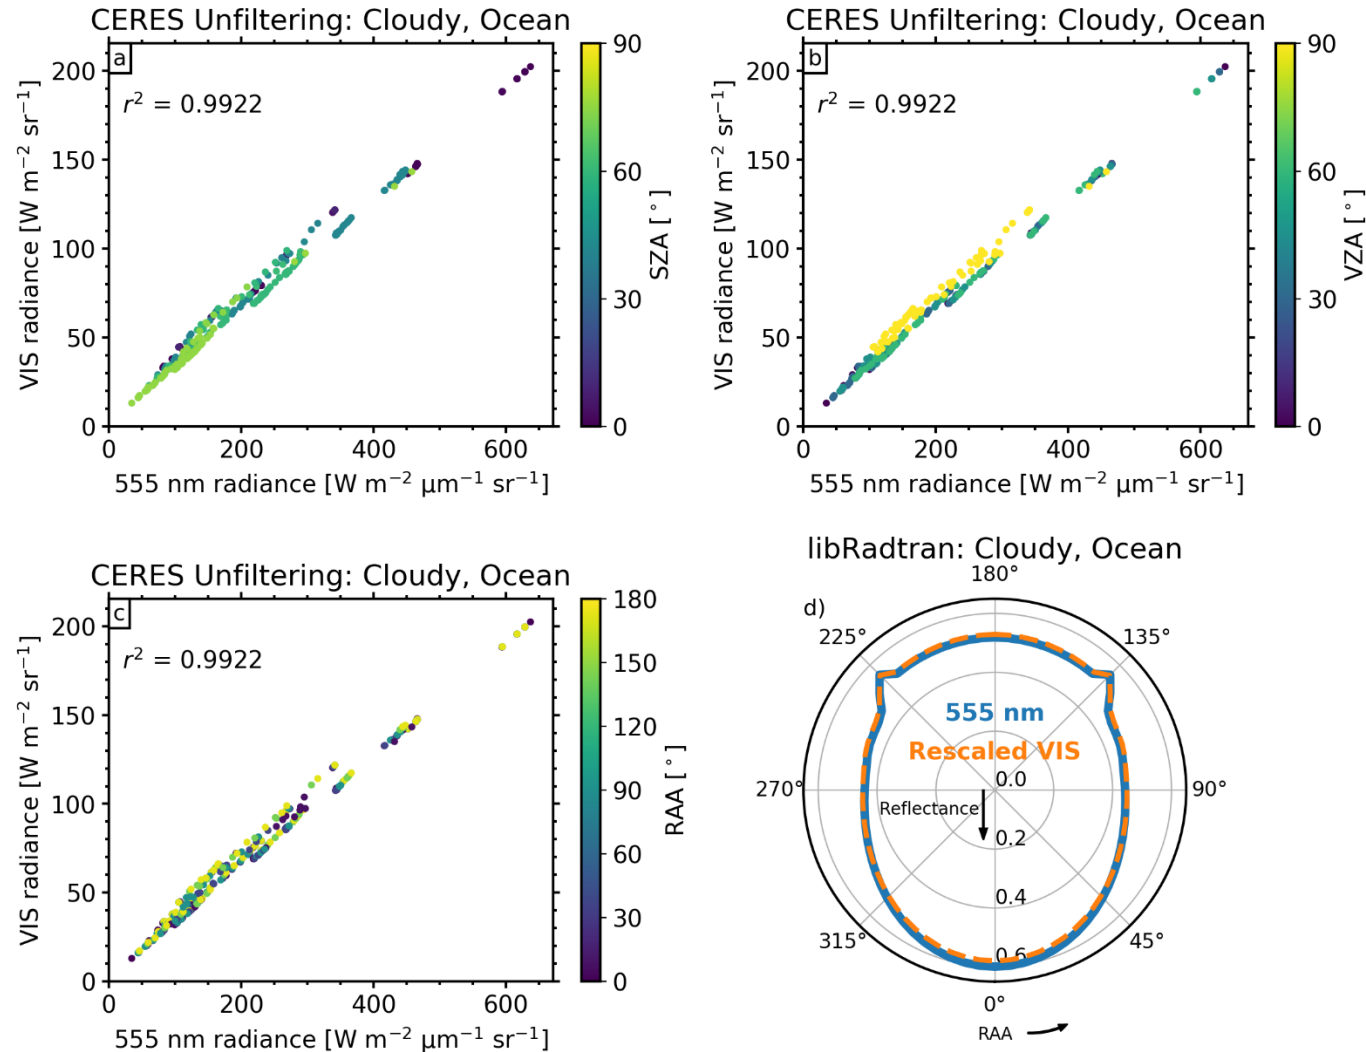 CERES Unfiltering: Cloudy, Ocean
a
r² = 0.9922
VIS radiance [W m⁻² sr⁻¹]
200
150
100
50
0
0 200 400 600
555 nm radiance [W m⁻² μm⁻¹ sr⁻¹]
90
60
30
0
SZA [°]
CERES Unfiltering: Cloudy, Ocean
b
r² = 0.9922
VIS radiance [W m⁻² sr⁻¹]
200
150
100
50
0
0 200 400 600
555 nm radiance [W m⁻² μm⁻¹ sr⁻¹]
90
60
30
0
VZA [°]
CERES Unfiltering: Cloudy, Ocean
c
r² = 0.9922
VIS radiance [W m⁻² sr⁻¹]
200
150
100
50
0
0 200 400 600
555 nm radiance [W m⁻² μm⁻¹ sr⁻¹]
180
150
120
90
60
30
0
RAA [°]
libRadtran: Cloudy, Ocean
180°
d)
225° 135°
555 nm
Rescaled VIS
0.0
270° 90°
Reflectance
0.2
0.4
315° 45°
0.6
0°
RAA